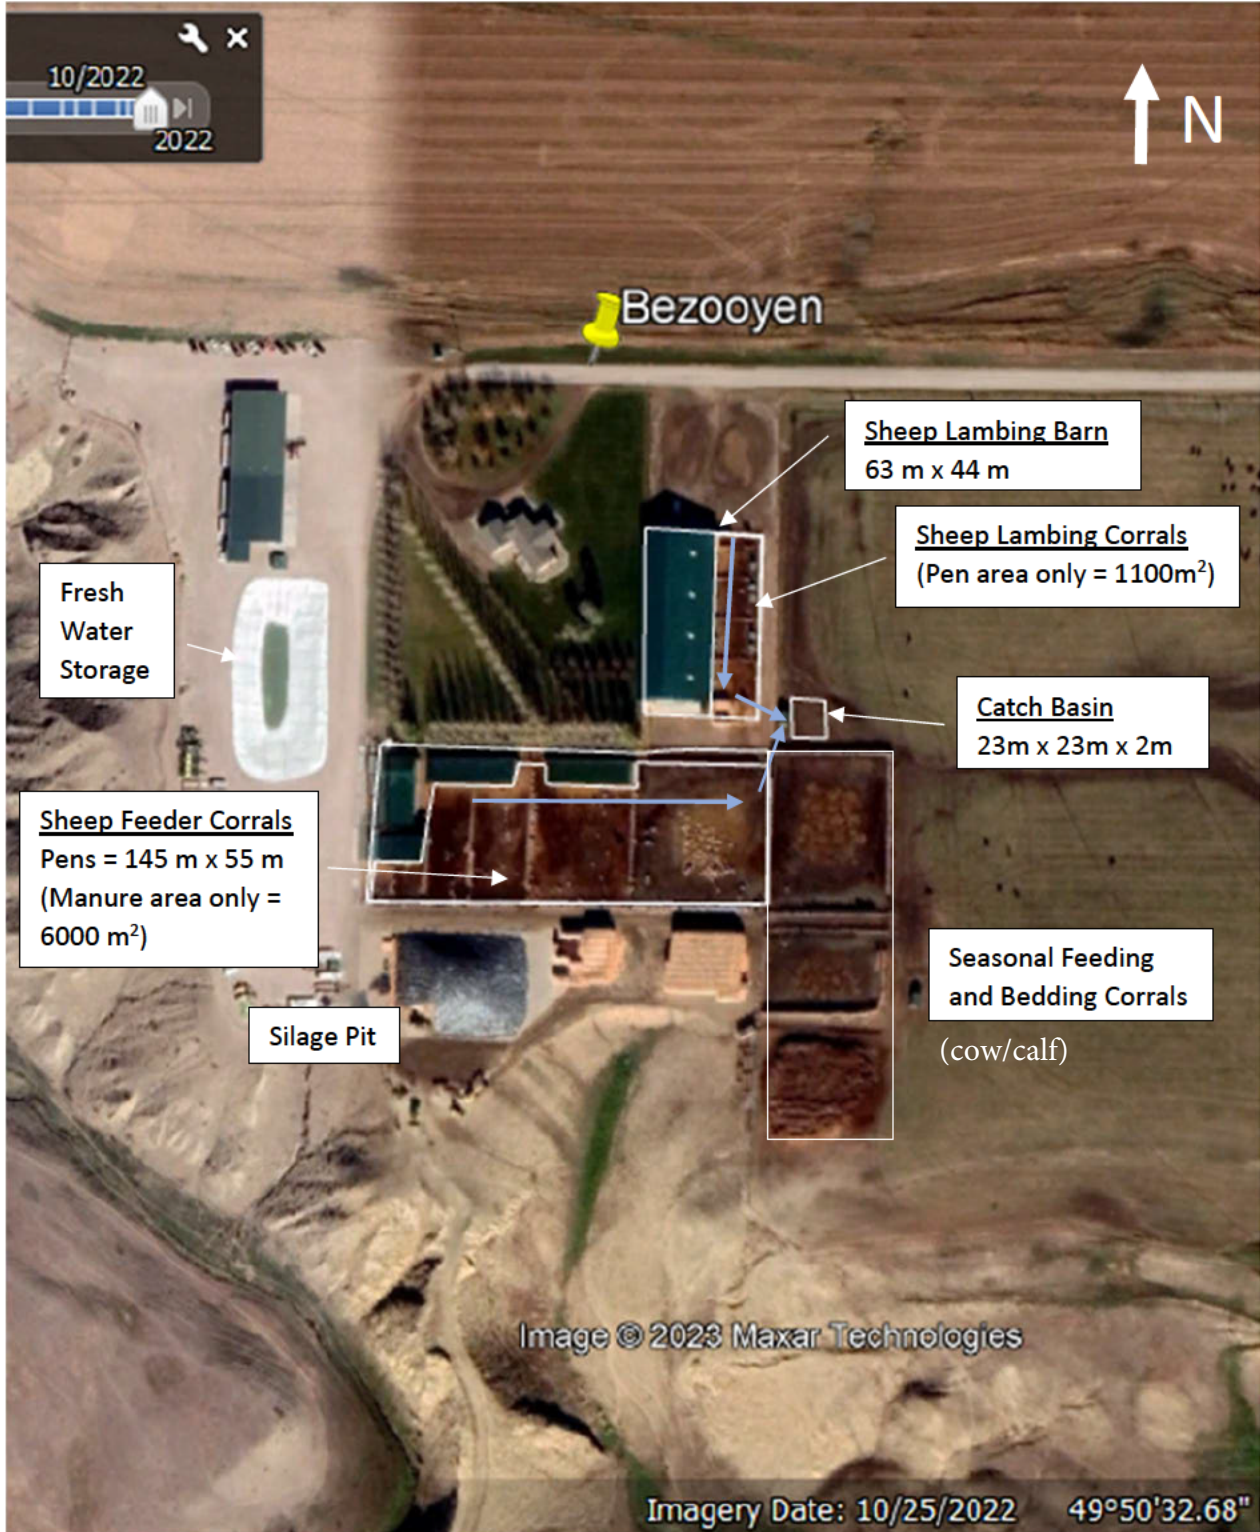 10/2022
2022
N
Bezooyen
Sheep Lambing Barn
63 m x 44 m
Sheep Lambing Corrals
(Pen area only = 1100m²)
Fresh
Water
Storage
Catch Basin
23m x 23m x 2m
Sheep Feeder Corrals
Pens = 145 m x 55 m
(Manure area only =
6000 m²)
Seasonal Feeding
and Bedding Corrals
(cow/calf)
Silage Pit
Image © 2023 Maxar Technologies
Imagery Date: 10/25/2022 49°50'32.68"